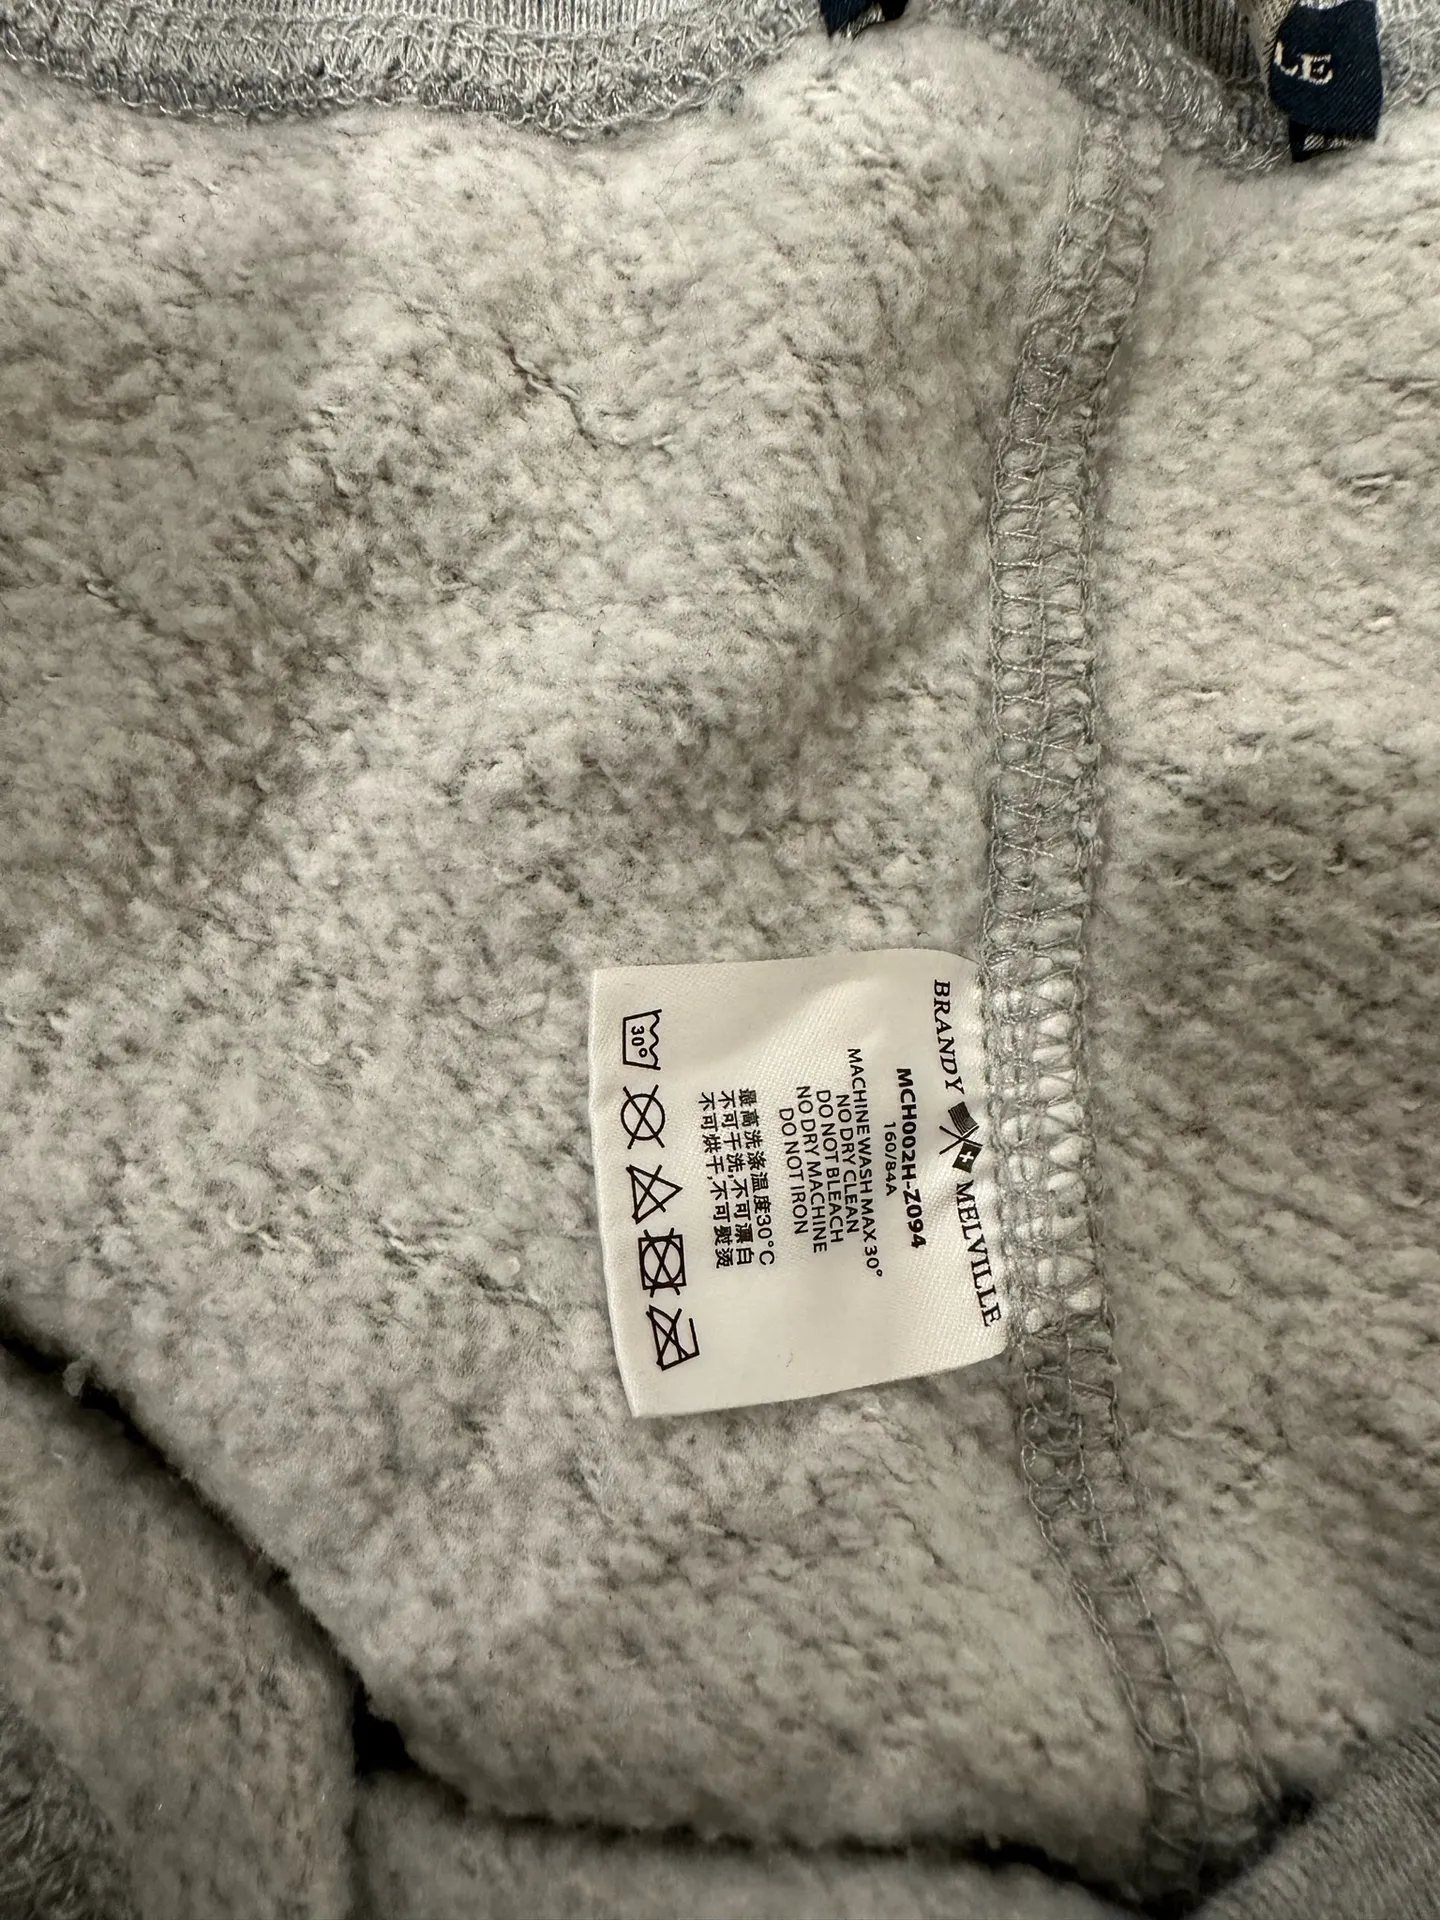 LE
BRANDY MELVILLE
MCH002H-Z094
160/84A
MACHINE WASH MAX 30°
NO DRY CLEAN
DO NOT BLEACH
NO DRY MACHINE
DO NOT IRON
最高洗涤温度30°C
不可干洗,不可漂白
不可烘干,不可熨烫
30°